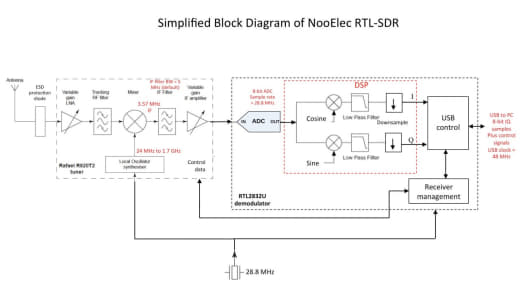 Simplified Block Diagram of NooElec RTL-SDR
Antenna
ESD
protection
diode
Variable
gain
LNA
Tracking
RF filter
Mixer
3.57 MHz
IF
IF filter BW = 6
MHz (default)
IF Filter
Variable
gain
IF amplifier
24 MHz to 1.7 GHz
Local Oscillator
synthesiser
Control
data
Rafael R820T2
tuner
8-bit ADC
Sample rate
= 28.8 MHz
IN
ADC
OUT
DSP
Cosine
Low Pass Filter
Downsample
I
Sine
Low Pass Filter
Q
USB
control
USB to PC
8-bit IQ
samples
Plus control
signals
USB clock =
48 MHz
Receiver
management
RTL2832U
demodulator
28.8 MHz